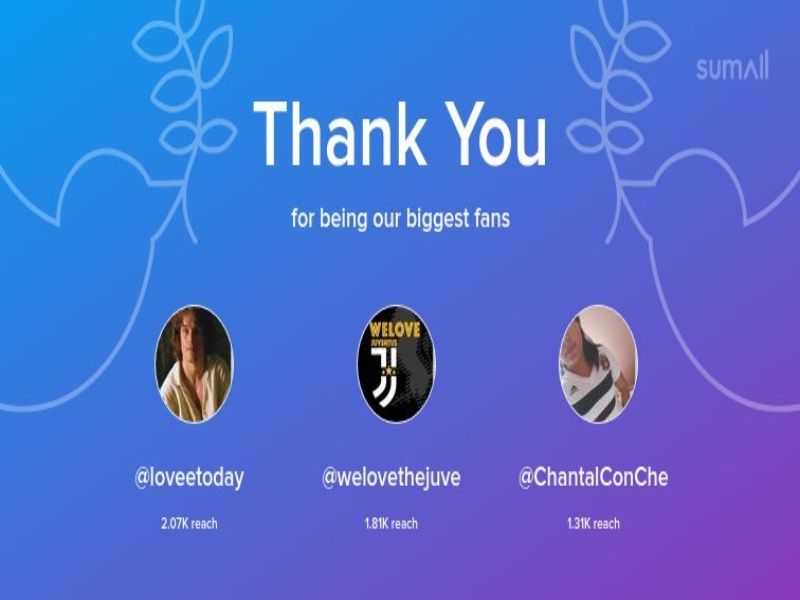 sumall
Thank You
for being our biggest fans
WELOVE
JUVENTUS
@loveetoday
@welovethejuve
@ChantalConChe
2.07K reach
1.81K reach
1.31K reach